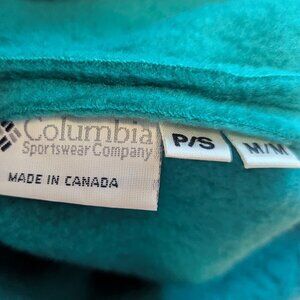 Columbia
Sportswear Company
MADE IN CANADA
P/S
M/M